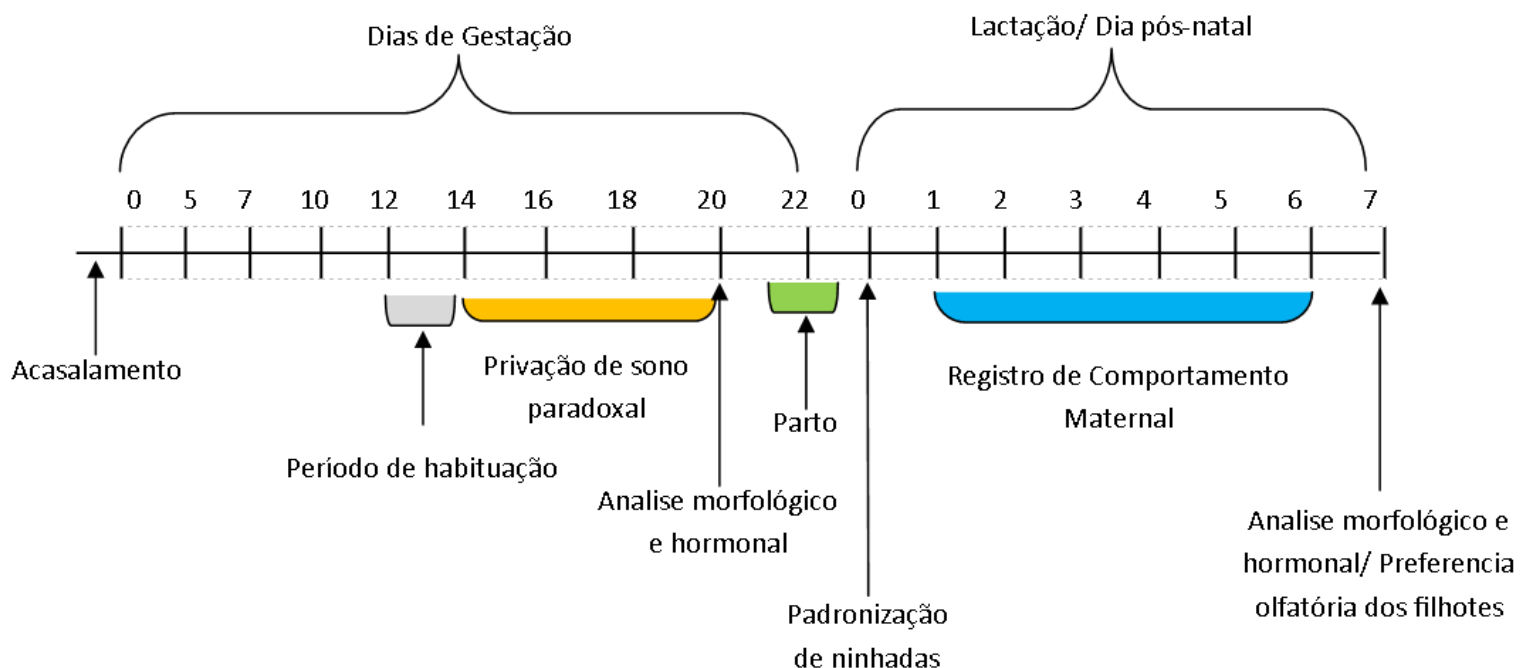 Dias de Gestação
Lactação/ Dia pós-natal
0 5 7 10 12 14 16 18 20 22 0 1 2 3 4 5 6 7
Acasalamento
Período de habituação
Privação de sono
paradoxal
Analise morfológico
e hormonal
Parto
Padronização
de ninhadas
Registro de Comportamento
Maternal
Analise morfológico e
hormonal/ Preferencia
olfatória dos filhotes